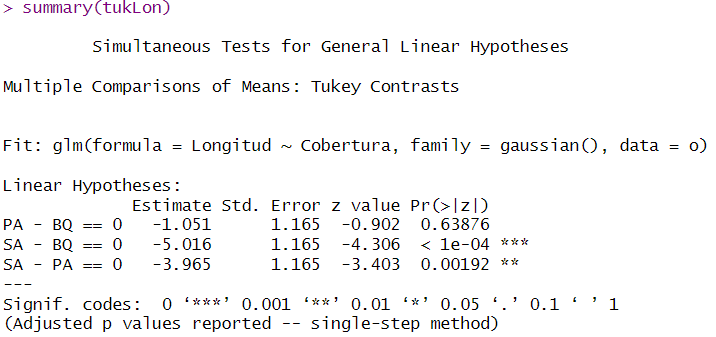 > summary(tukLon)
Simultaneous Tests for General Linear Hypotheses
Multiple Comparisons of Means: Tukey Contrasts
Fit: glm(formula = Longitud ~ Cobertura, family = gaussian(), data = o)
Linear Hypotheses:
Estimate Std. Error z value Pr(>|z|)
PA - BQ == 0 -1.051 1.165 -0.902 0.63876
SA - BQ == 0 -5.016 1.165 -4.306 < 1e-04 ***
SA - PA == 0 -3.965 1.165 -3.403 0.00192 **
---
Signif. codes: 0 ‘***’ 0.001 ‘**’ 0.01 ‘*’ 0.05 ‘.’ 0.1 ‘ ’ 1
(Adjusted p values reported -- single-step method)